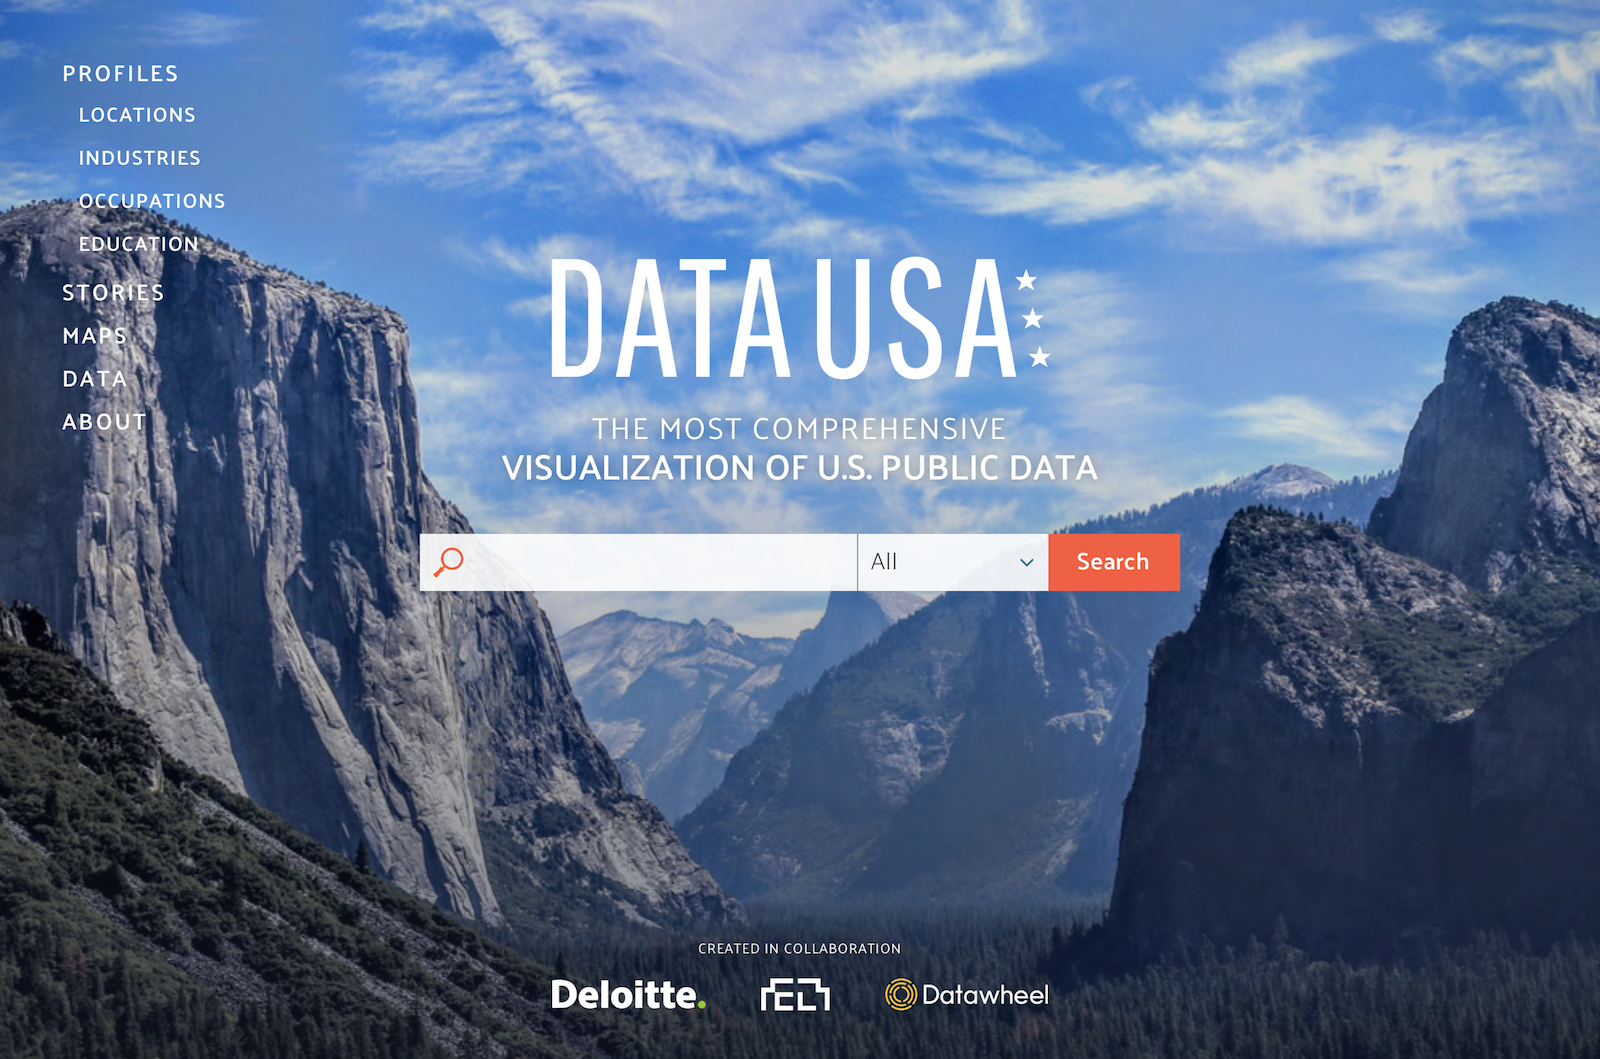 PROFILES
LOCATIONS
INDUSTRIES
OCCUPATIONS
EDUCATION
STORIES
MAPS
DATA
ABOUT
DATA USA
THE MOST COMPREHENSIVE
VISUALIZATION OF U.S. PUBLIC DATA
All
Search
CREATED IN COLLABORATION
Deloitte.
Datawheel